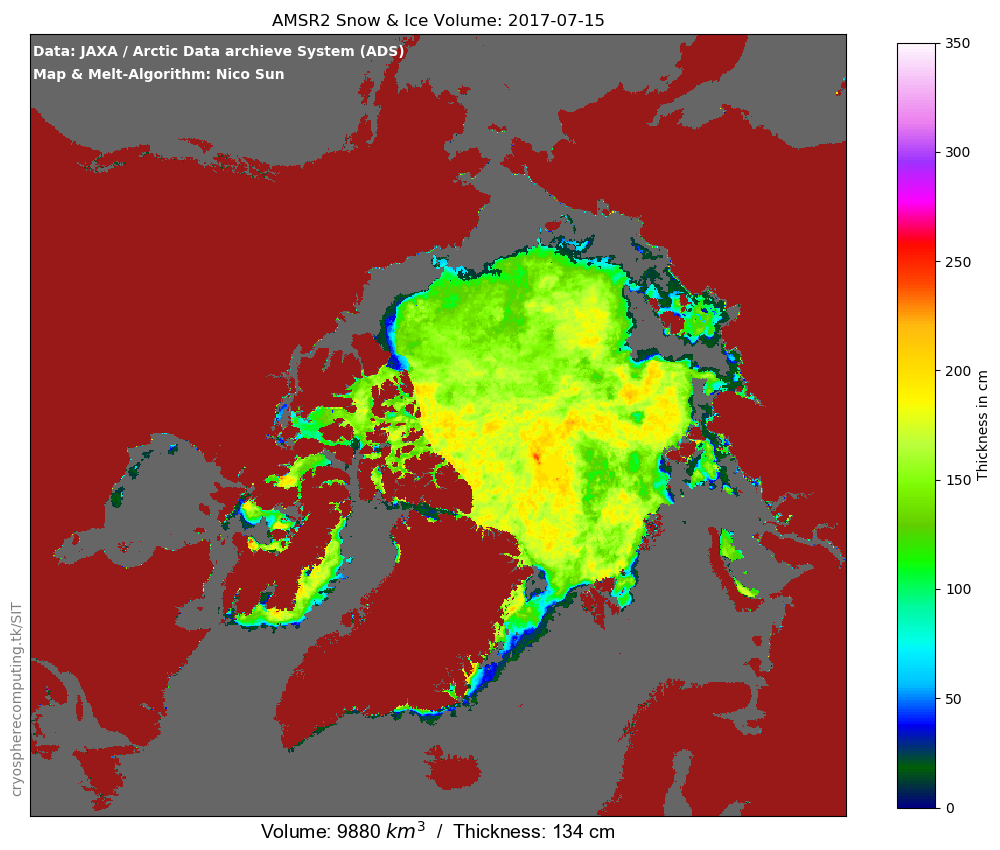 AMSR2 Snow & Ice Volume: 2017-07-15
Data: JAXA / Arctic Data archieve System (ADS)
Map & Melt-Algorithm: Nico Sun
350
300
250
200
150
100
50
0
Thickness in cm
cryospherecomputing.tk/SIT
Volume: 9880 km³ / Thickness: 134 cm